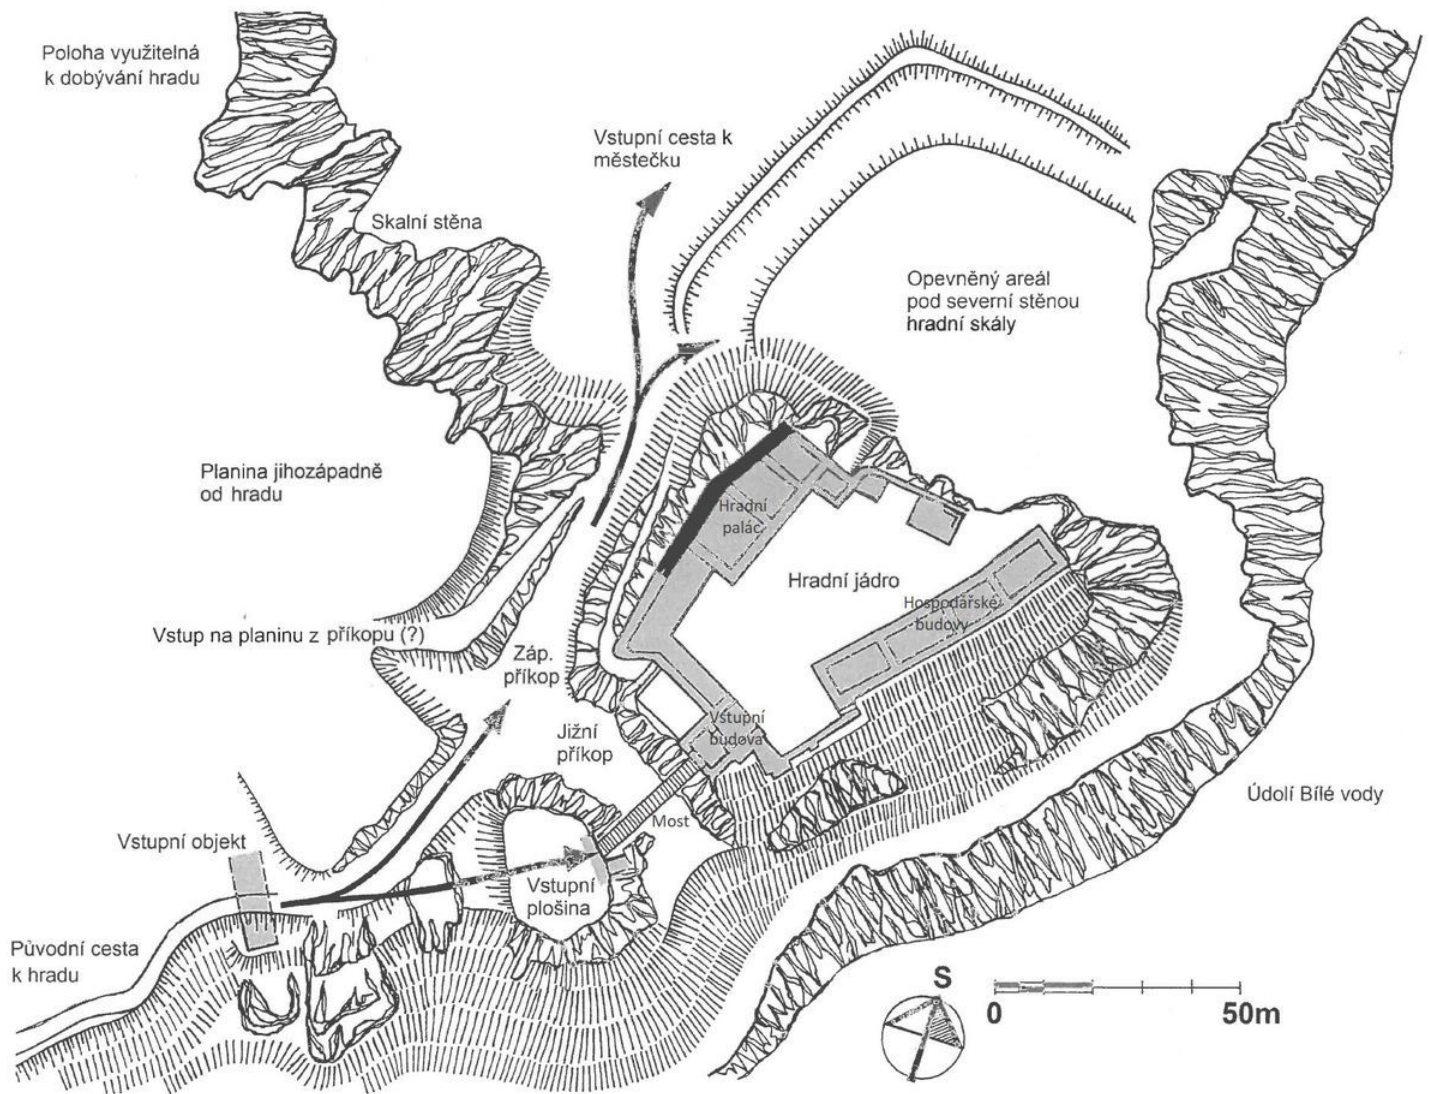 Poloha využitelná
k dobývání hradu
Vstupní cesta k
městečku
Skalní stěna
Opevněný areál
pod severní stěnou
hradní skály
Planina jihozápadně
od hradu
Hradní
palác
Hradní jádro
Hospodářské
budovy
Vstup na planinu z příkopu (?)
Záp.
příkop
Jižní
příkop
Vstupní
budova
Most
Údolí Bílé vody
Vstupní objekt
Vstupní
plošina
Původní cesta
k hradu
S
0 50m